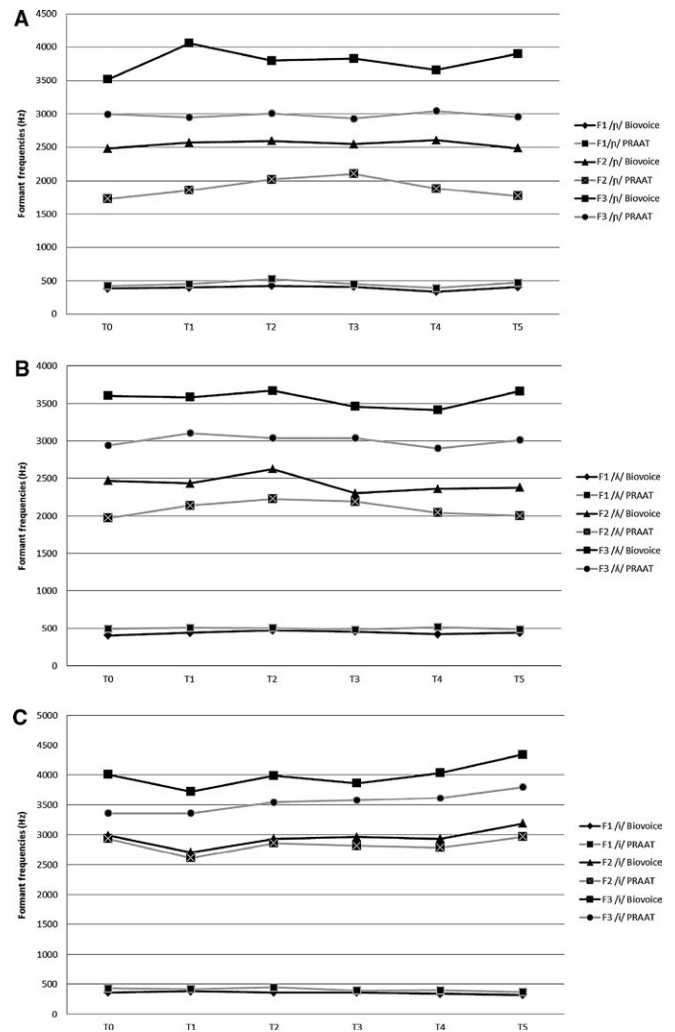 A
4500
4000
3500
3000
2500
2000
1500
1000
500
0
Formant frequencies (Hz)
T0 T1 T2 T3 T4 T5
F1 /ɲ/ Biovoice
F1/ɲ/ PRAAT
F2 /ɲ/ Biovoice
F2 /ɲ/ PRAAT
F3 /ɲ/ Biovoice
F3 /ɲ/ PRAAT
B
4000
3500
3000
2500
2000
1500
1000
500
0
Formant frequencies (Hz)
T0 T1 T2 T3 T4 T5
F1 /ʎ/ Biovoice
F1 /ʎ/ PRAAT
F2 /ʎ/ Biovoice
F2 /ʎ/ PRAAT
F3 /ʎ/ Biovoice
F3 /ʎ/ PRAAT
C
5000
4500
4000
3500
3000
2500
2000
1500
1000
500
0
Formant frequencies (Hz)
T0 T1 T2 T3 T4 T5
F1 /i/ Biovoice
F1 /i/ PRAAT
F2 /i/ Biovoice
F2 /i/ PRAAT
F3 /i/ Biovoice
F3 /i/ PRAAT